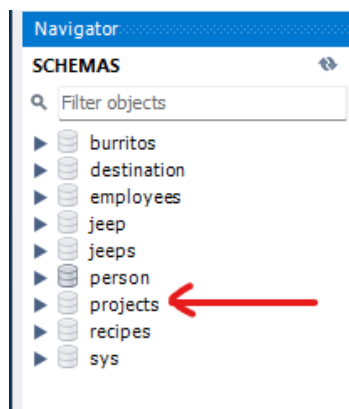 Navigator
SCHEMAS
Filter objects
burritos
destination
employees
jeep
jeeps
person
projects
recipes
sys